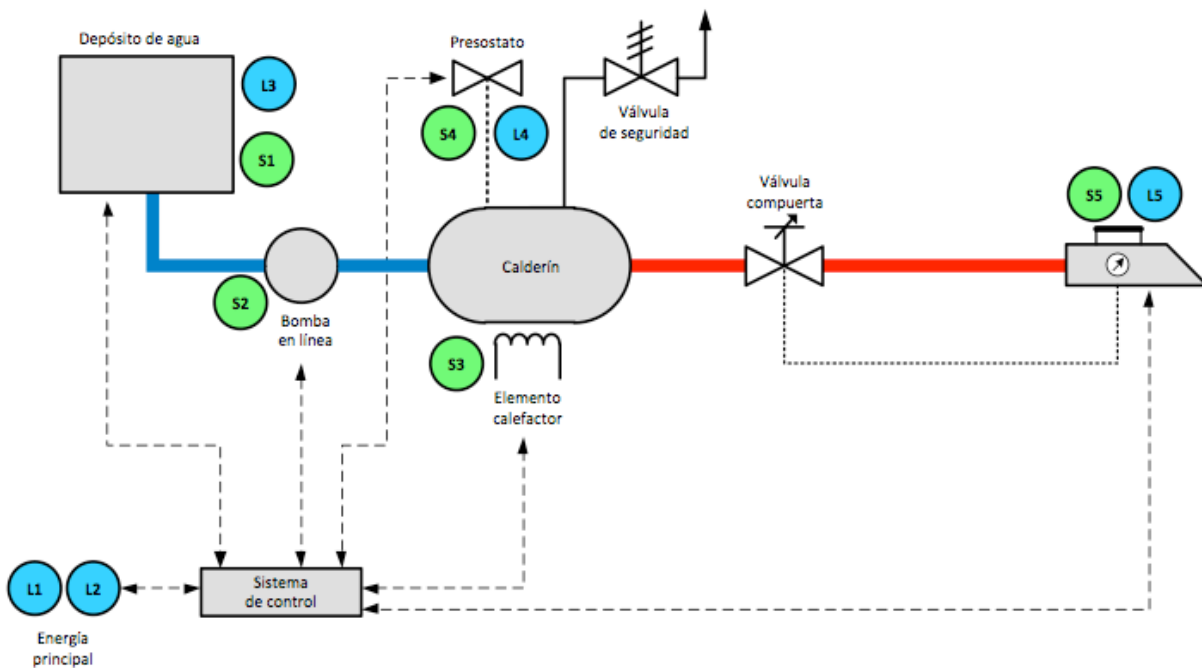 Depósito de agua
L3
S1
Presostato
S4
L4
Válvula
de seguridad
Válvula
compuerta
S5
L5
S2
Bomba
en línea
Calderín
S3
Elemento
calefactor
L1
L2
Energía
principal
Sistema
de control